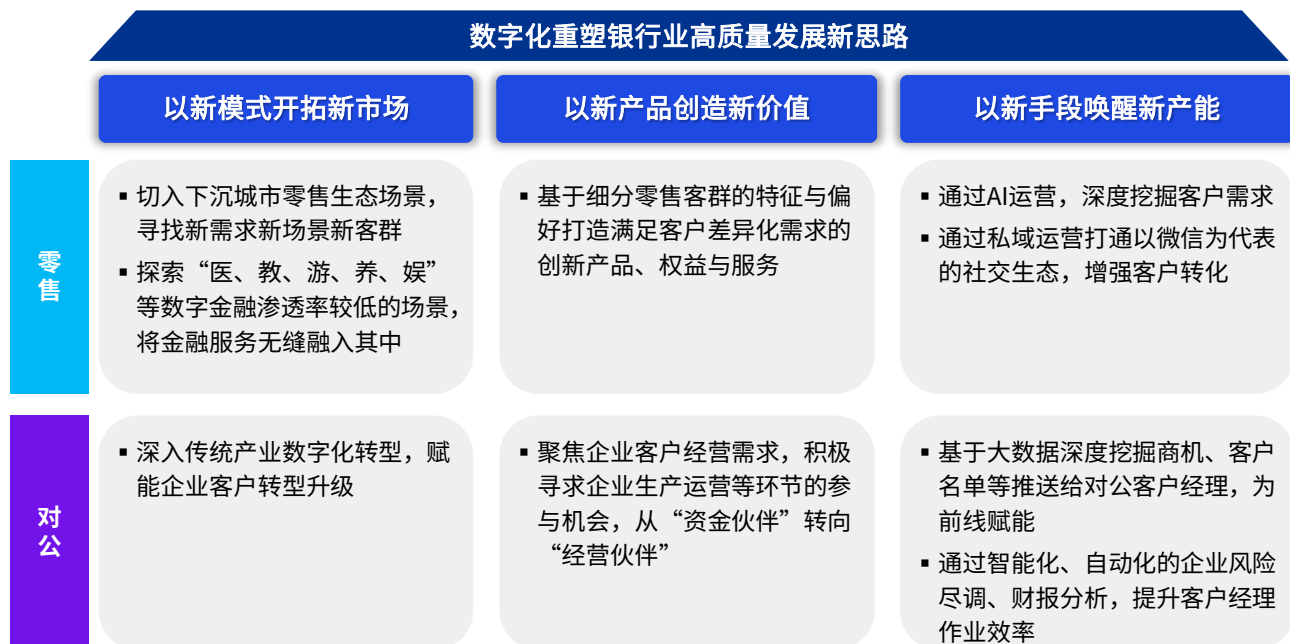 数字化重塑银行业高质量发展新思路
以新模式开拓新市场
以新产品创造新价值
以新手段唤醒新产能
零售
▪ 切入下沉城市零售生态场景，
寻找新需求新场景新客群
▪ 探索“医、教、游、养、娱”
等数字金融渗透率较低的场景，
将金融服务无缝融入其中
▪ 基于细分零售客群的特征与偏
好打造满足客户差异化需求的
创新产品、权益与服务
▪ 通过AI运营，深度挖掘客户需求
▪ 通过私域运营打通以微信为代表
的社交生态，增强客户转化
对公
▪ 深入传统产业数字化转型，赋
能企业客户转型升级
▪ 聚焦企业客户经营需求，积极
寻求企业生产运营等环节的参
与机会，从“资金伙伴”转向
“经营伙伴”
▪ 基于大数据深度挖掘商机、客户
名单等推送给对公客户经理，为
前线赋能
▪ 通过智能化、自动化的企业风险
尽调、财报分析，提升客户经理
作业效率